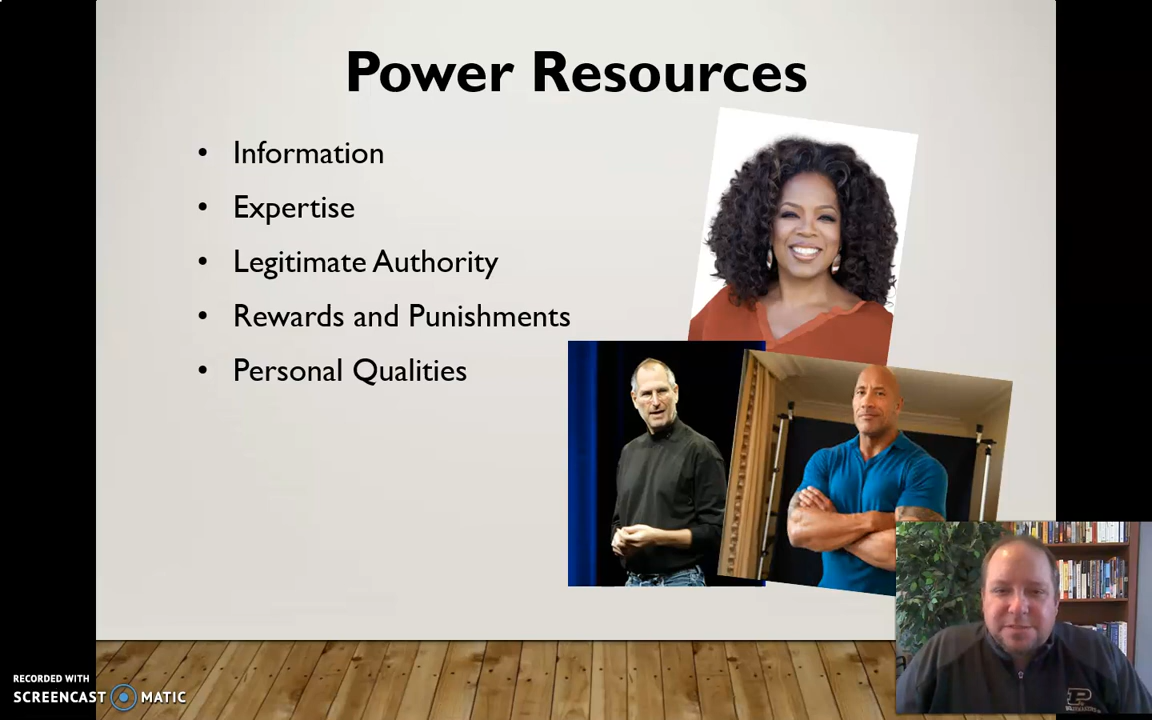 Power Resources
• Information
• Expertise
• Legitimate Authority
• Rewards and Punishments
• Personal Qualities
P
RECORDED WITH
SCREENCAST MATIC